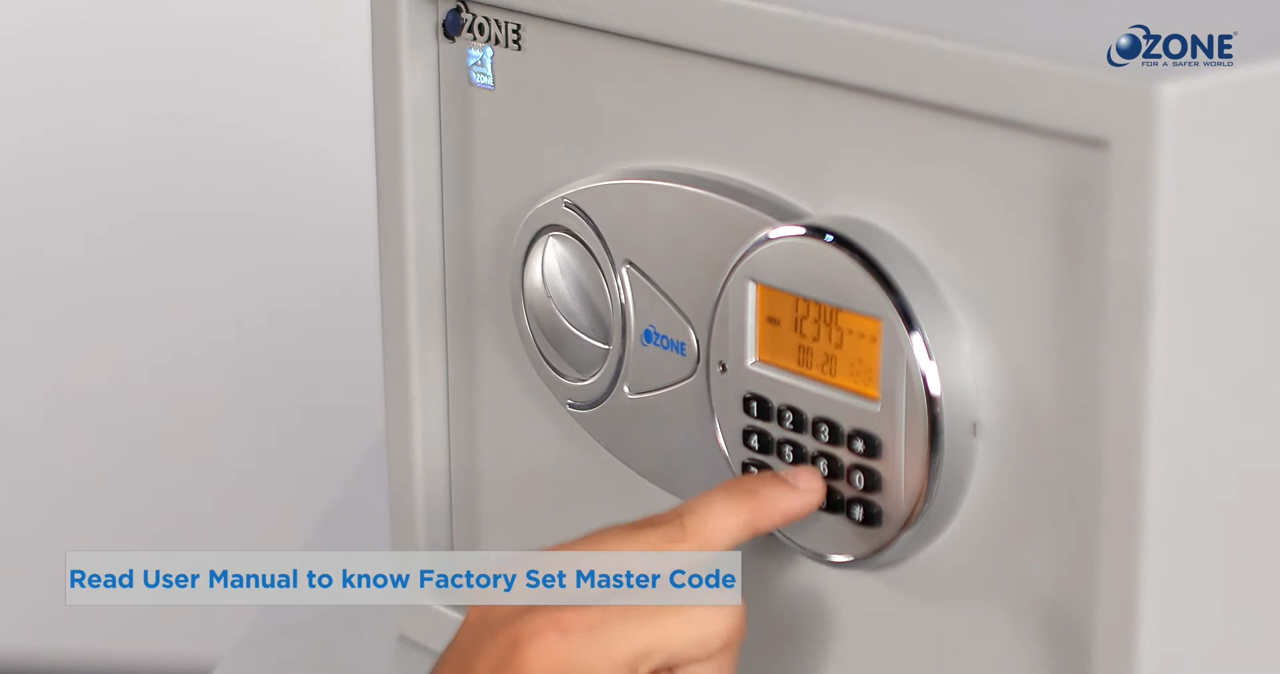 OZONE
OZONE
OZONE
FOR A SAFER WORLD
OZONE
12345
00:20
1 2 3 *
4 5 6 0
#
Read User Manual to know Factory Set Master Code